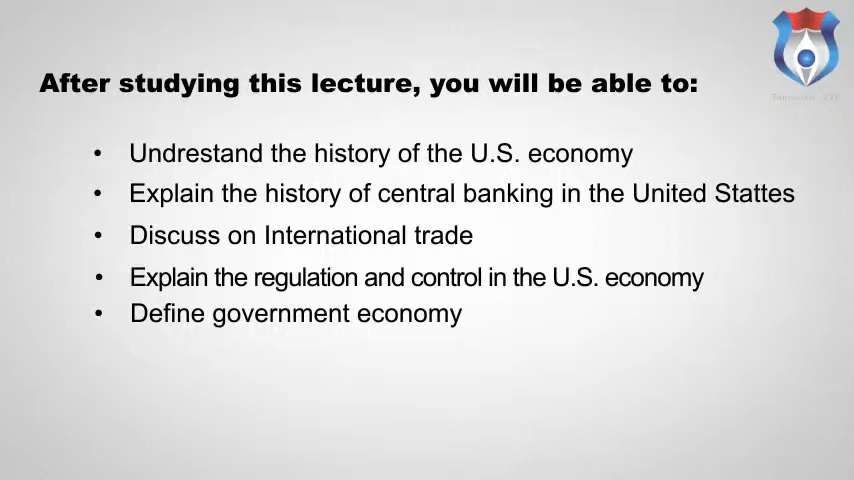 After studying this lecture, you will be able to:
• Undrestand the history of the U.S. economy
• Explain the history of central banking in the United Stattes
• Discuss on International trade
• Explain the regulation and control in the U.S. economy
• Define government economy